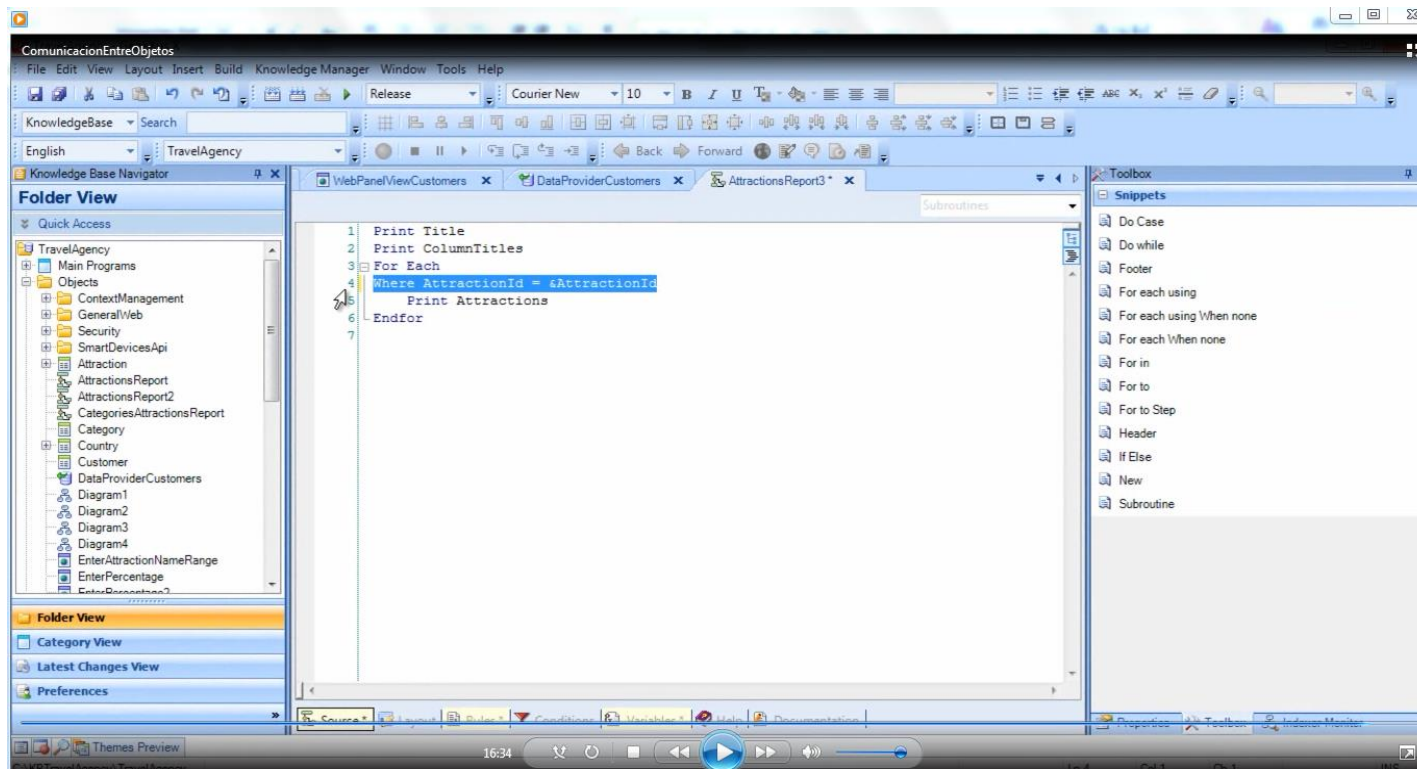 ComunicacionEntreObjetos
File Edit View Layout Insert Build Knowledge Manager Window Tools Help
Release Courier New 10 B I U ABC
KnowledgeBase Search
English TravelAgency Back Forward
Knowledge Base Navigator
Folder View
Quick Access
TravelAgency
Main Programs
Objects
ContextManagement
GeneralWeb
Security
SmartDevicesApi
Attraction
AttractionsReport
AttractionsReport2
CategoriesAttractionsReport
Category
Country
Customer
DataProviderCustomers
Diagram1
Diagram2
Diagram3
Diagram4
EnterAttractionNameRange
EnterPercentage
EnterPercentage2
Folder View
Category View
Latest Changes View
Preferences
Themes Preview
WebPanelViewCustomers DataProviderCustomers AttractionsReport3 *
Subroutines
1 Print Title
2 Print ColumnTitles
3 For Each
4 Where AttractionId = &AttractionId
5 Print Attractions
6 Endfor
7
Source * Layout Rules * Conditions Variables * Help Documentation
Toolbox
Snippets
Do Case
Do while
Footer
For each using
For each using When none
For each When none
For in
For to
For to Step
Header
If Else
New
Subroutine
Properties Toolbox Indexer Monitor
16:34